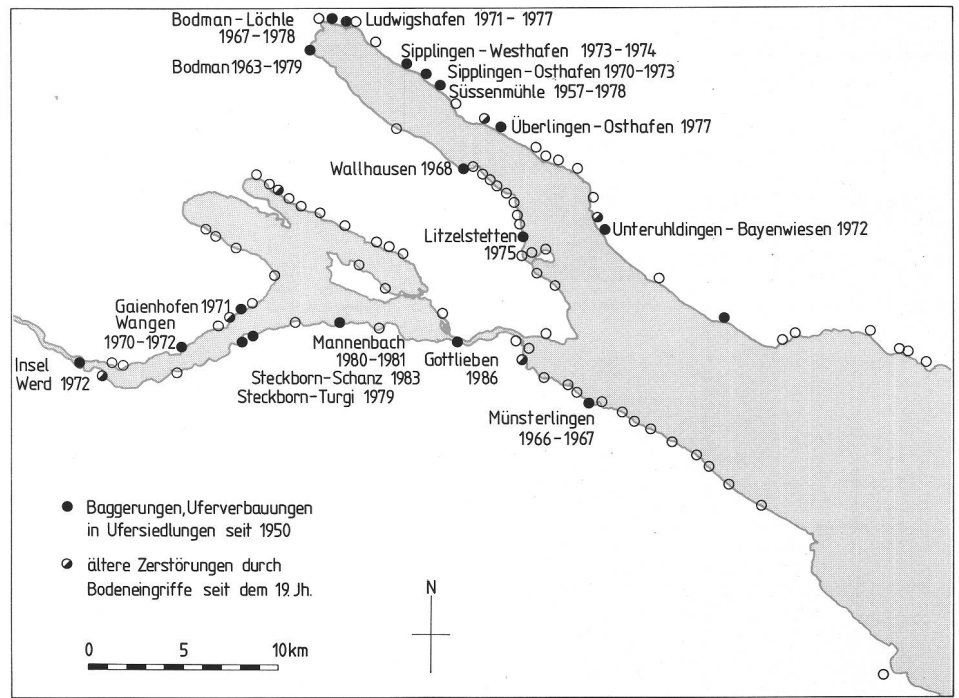 Bodman-Löchle
1967-1978
Ludwigshafen 1971-1977
Bodman 1963-1979
Sipplingen-Westhafen 1973-1974
Sipplingen-Osthafen 1970-1973
Süssenmühle 1957-1978
Überlingen-Osthafen 1977
Wallhausen 1968
Litzelstetten
1975
Unteruhldingen-Bayenwiesen 1972
Gaienhofen 1971
Wangen
1970-1972
Insel
Werd 1972
Mannenbach
1980-1981
Steckborn-Schanz 1983
Steckborn-Turgi 1979
Gottlieben
1986
Münsterlingen
1966-1967
Baggerungen, Uferverbauungen
in Ufersiedlungen seit 1950
ältere Zerstörungen durch
Bodeneingriffe seit dem 19. Jh.
N
0 5 10 km